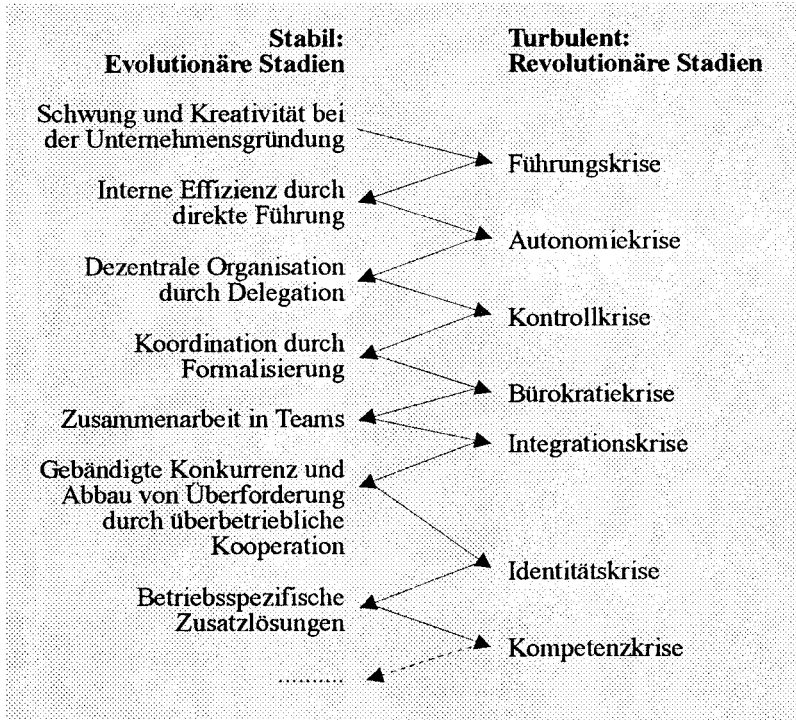 Stabil:
Evolutionäre Stadien
Turbulent:
Revolutionäre Stadien
Schwung und Kreativität bei
der Unternehmensgründung
Führungskrise
Interne Effizienz durch
direkte Führung
Autonomiekrise
Dezentrale Organisation
durch Delegation
Kontrollkrise
Koordination durch
Formalisierung
Bürokratiekrise
Zusammenarbeit in Teams
Integrationskrise
Gebändigte Konkurrenz und
Abbau von Überforderung
durch überbetriebliche
Kooperation
Identitätskrise
Betriebsspezifische
Zusatzlösungen
Kompetenzkrise
..........